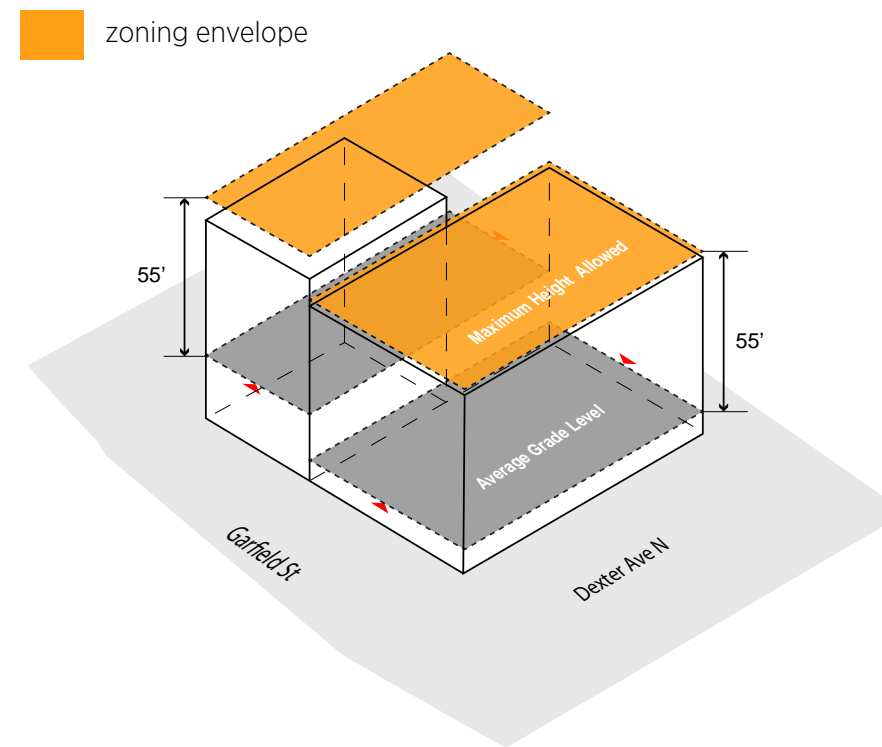 zoning envelope
55’
Maximum Height Allowed
55’
Average Grade Level
Garfield St
Dexter Ave N